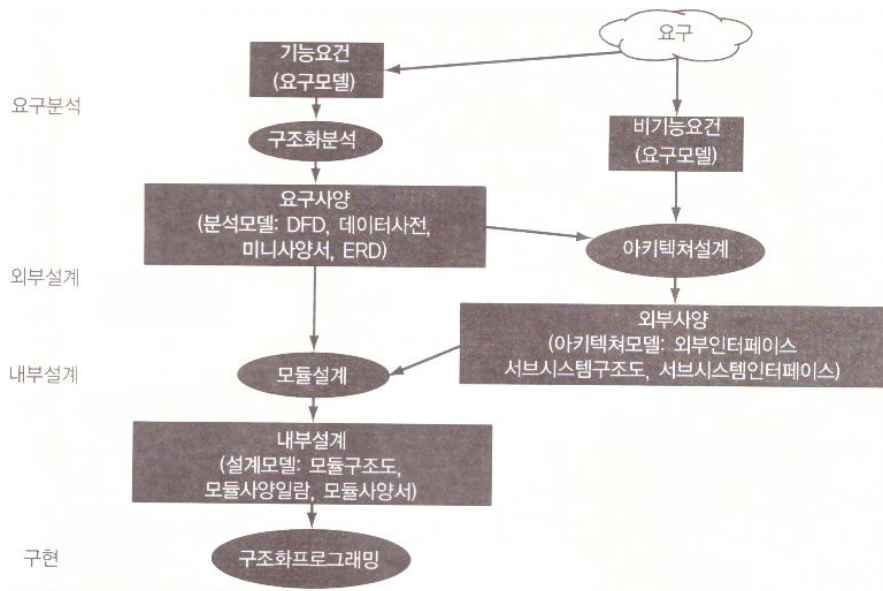 요구
기능요건
(요구모델)
요구분석
비기능요건
(요구모델)
구조화분석
요구사양
(분석모델: DFD, 데이터사전,
미니사양서, ERD)
아키텍쳐설계
외부설계
외부사양
(아키텍쳐모델: 외부인터페이스
서브시스템구조도, 서브시스템인터페이스)
내부설계
모듈설계
내부설계
(설계모델: 모듈구조도,
모듈사양일람, 모듈사양서)
구현
구조화프로그래밍